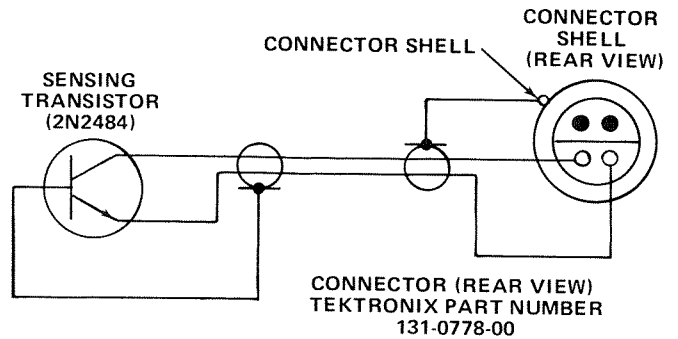 CONNECTOR
SHELL
(REAR VIEW)
CONNECTOR SHELL
SENSING
TRANSISTOR
(2N2484)
CONNECTOR (REAR VIEW)
TEKTRONIX PART NUMBER
131-0778-00